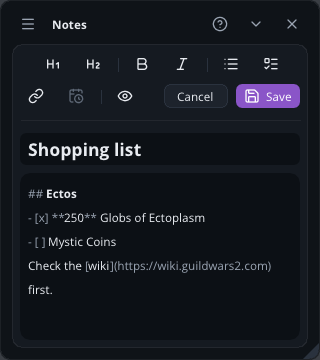 Notes
H1 H2 B I
Cancel Save
Shopping list
## Ectos
- [x] **250** Globs of Ectoplasm
- [ ] Mystic Coins
Check the [wiki](https://wiki.guildwars2.com)
first.